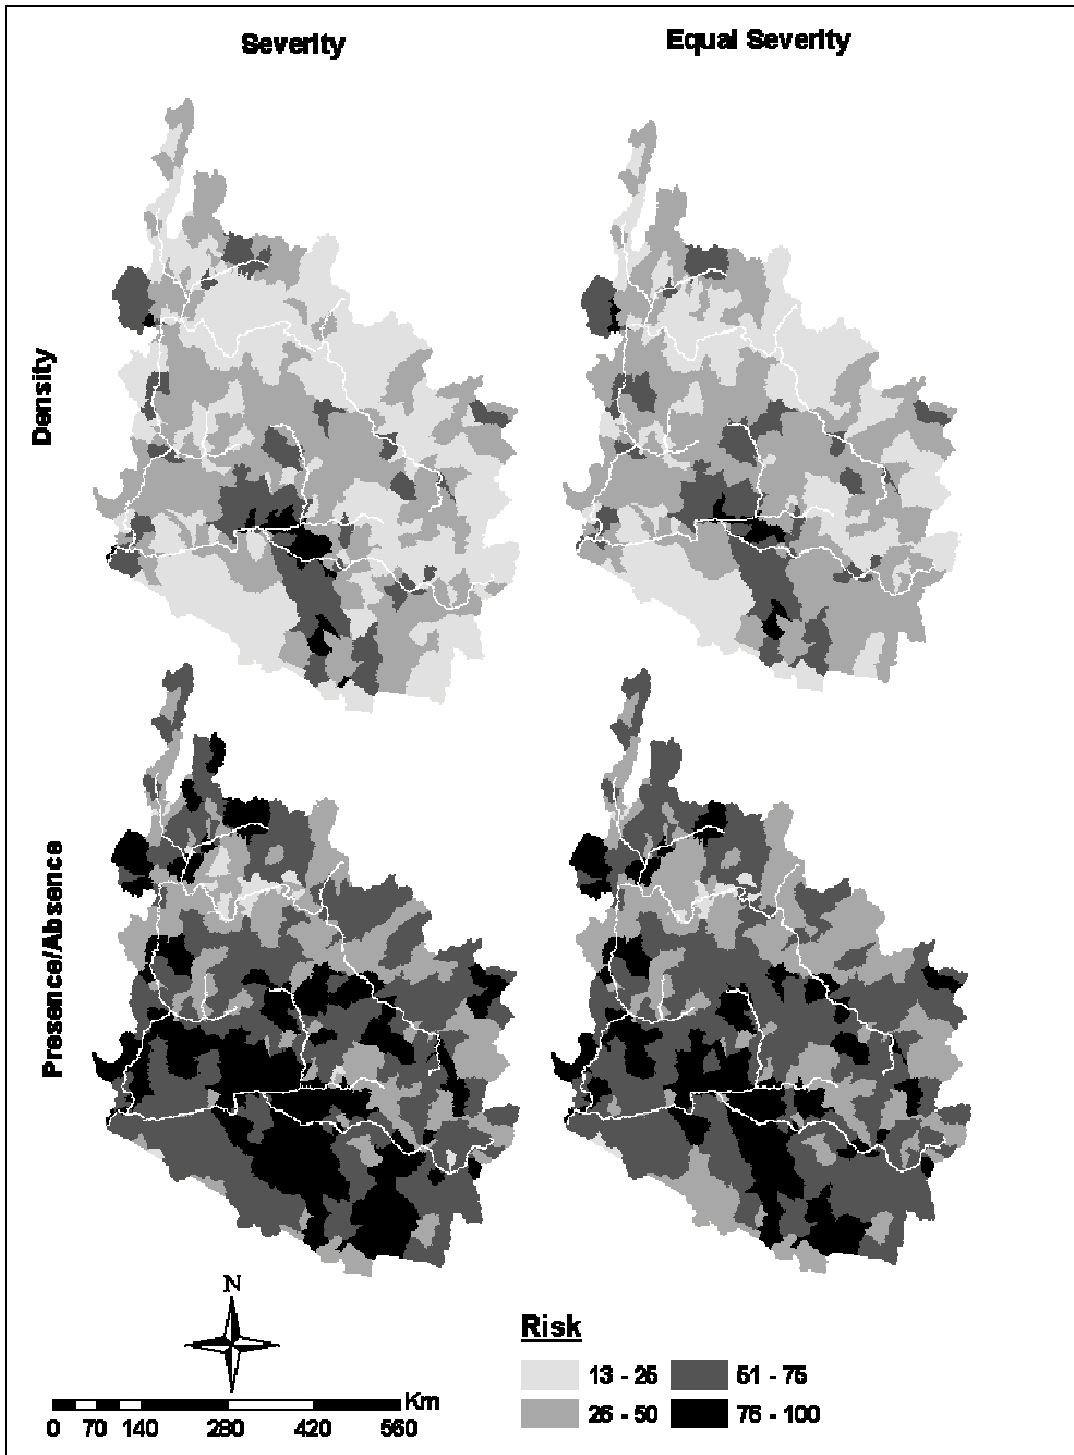 Severity
Equal Severity
Density
Presence/Absence
N
Km
0 70 140 280 420 560
Risk
13 - 25
51 - 75
26 - 50
76 - 100